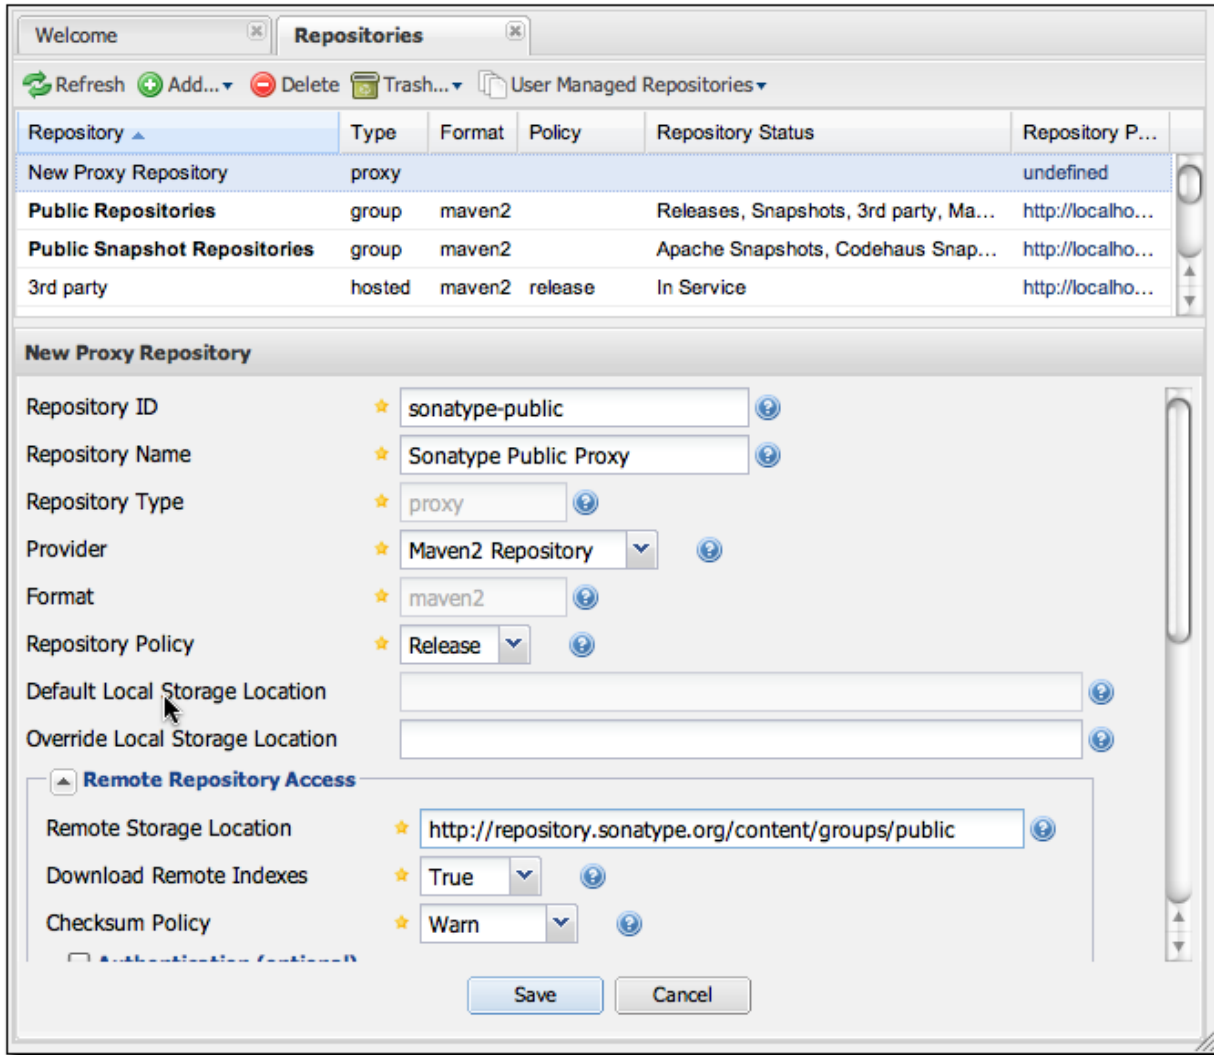 Welcome Repositories
Refresh Add... Delete Trash... User Managed Repositories
Repository Type Format Policy Repository Status Repository P...
New Proxy Repository proxy undefined
Public Repositories group maven2 Releases, Snapshots, 3rd party, Ma... http://localho...
Public Snapshot Repositories group maven2 Apache Snapshots, Codehaus Snap... http://localho...
3rd party hosted maven2 release In Service http://localho...
New Proxy Repository
Repository ID sonatype-public
Repository Name Sonatype Public Proxy
Repository Type proxy
Provider Maven2 Repository
Format maven2
Repository Policy Release
Default Local Storage Location
Override Local Storage Location
Remote Repository Access
Remote Storage Location http://repository.sonatype.org/content/groups/public
Download Remote Indexes True
Checksum Policy Warn
Authentication (optional)
Save Cancel